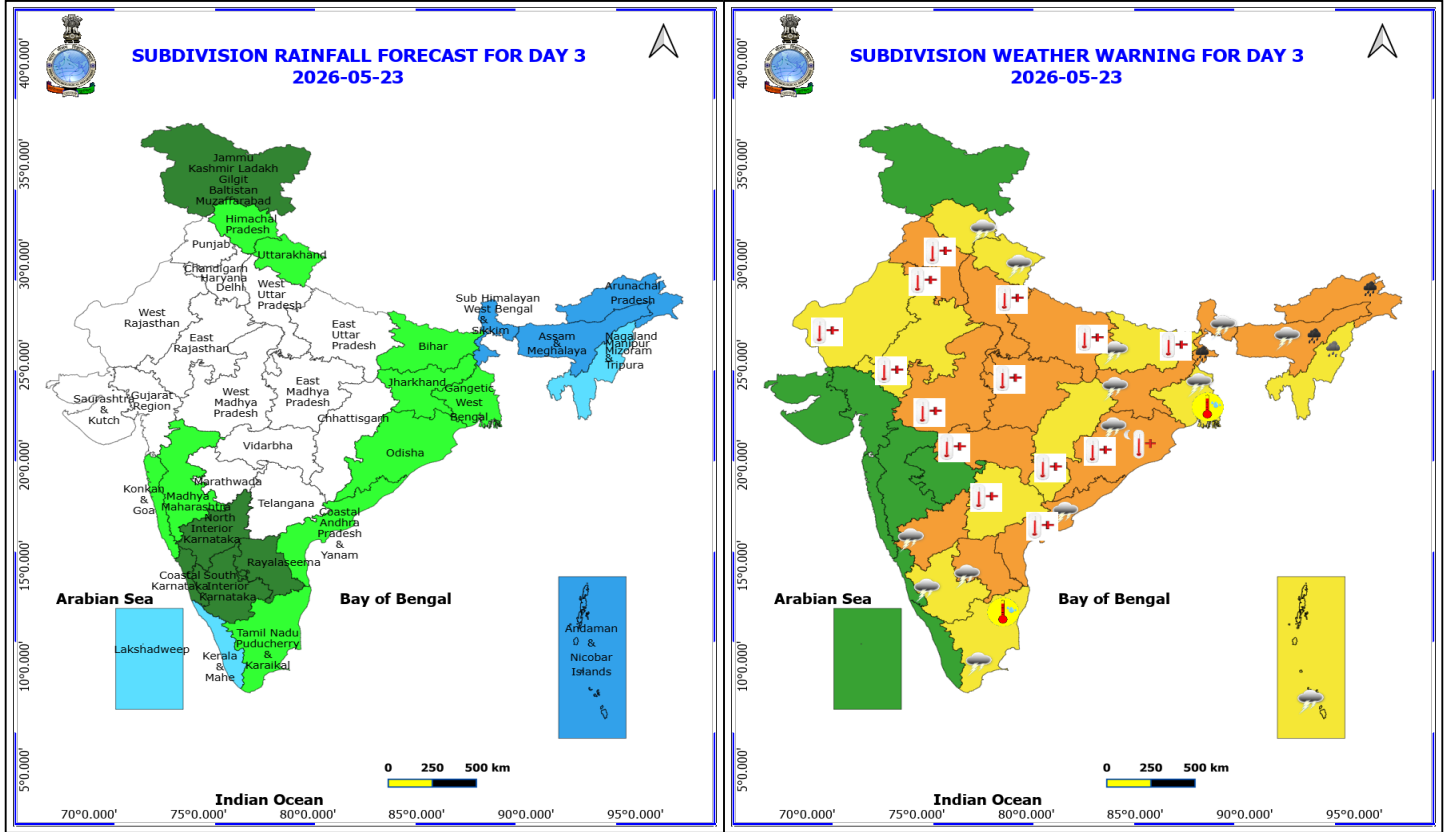 SUBDIVISION RAINFALL FORECAST FOR DAY 3
2026-05-23
40°0.000'
35°0.000'
30°0.000'
25°0.000'
20°0.000'
15°0.000'
10°0.000'
5°0.000'
Jammu
Kashmir Ladakh
Gilgit
Baltistan
Muzaffarabad
Himachal
Pradesh
Punjab
Uttarakhand
Chandigarh
Haryana
Delhi
West
Uttar
Pradesh
Arunachal
Pradesh
Sub Himalayan
West Bengal
&
Sikkim
West
Rajasthan
East
Rajasthan
East
Uttar
Pradesh
Bihar
Assam
&
Meghalaya
Nagaland
Manipur
Mizoram
&
Tripura
Jharkhand
Gangetic
West
Bengal
Saurashtra
&
Kutch
Gujarat
Region
West
Madhya
Pradesh
East
Madhya
Pradesh
Chhattisgarh
Vidarbha
Odisha
Konkan
&
Goa
Madhya
Maharashtra
Marathwada
Telangana
North
Interior
Karnataka
Coastal
Andhra
Pradesh
&
Yanam
Rayalaseema
Coastal
Karnataka
South
Interior
Karnataka
Arabian Sea
Bay of Bengal
Lakshadweep
Kerala
&
Mahe
Tamil Nadu
Puducherry
&
Karaikal
Andaman
&
Nicobar
Islands
0 250 500 km
Indian Ocean
70°0.000' 75°0.000' 80°0.000' 85°0.000' 90°0.000' 95°0.000'
SUBDIVISION WEATHER WARNING FOR DAY 3
2026-05-23
40°0.000'
35°0.000'
30°0.000'
25°0.000'
20°0.000'
15°0.000'
10°0.000'
5°0.000'
Arabian Sea
Bay of Bengal
0 250 500 km
Indian Ocean
70°0.000' 75°0.000' 80°0.000' 85°0.000' 90°0.000' 95°0.000'